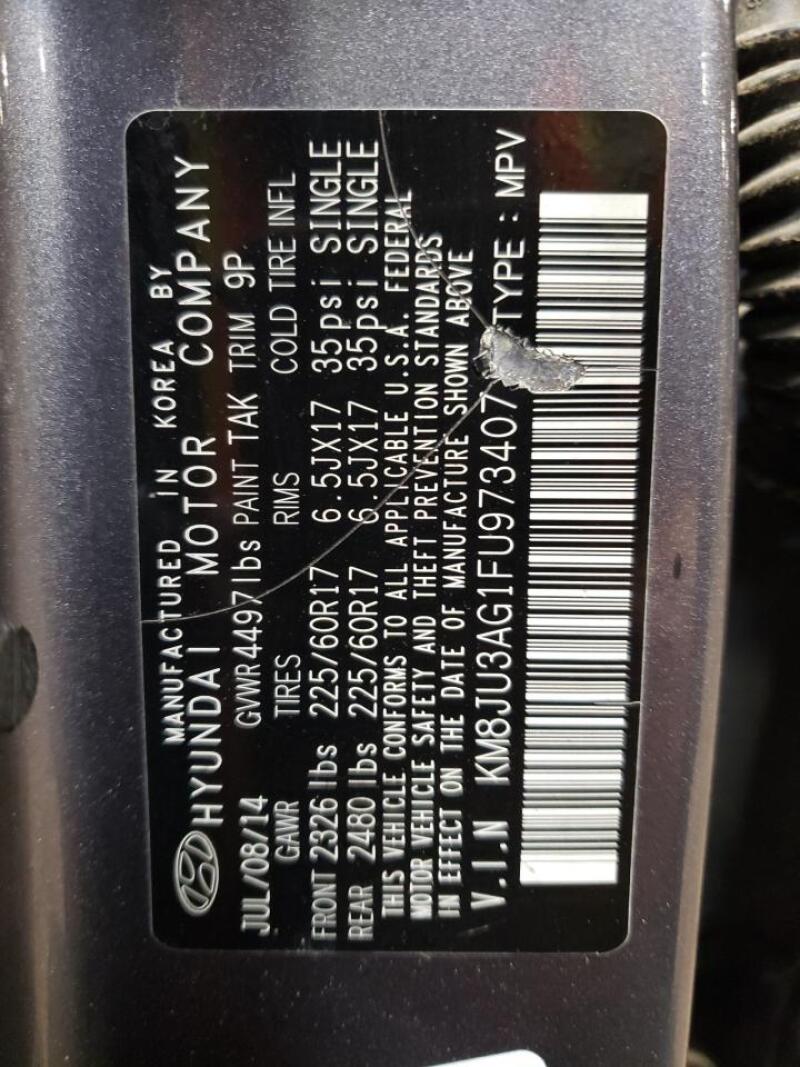 MANUFACTURED IN KOREA BY
HYUNDAI MOTOR COMPANY
JUL/08/14 GVWR 4497 lbs PAINT TAK TRIM 9P
GAWR TIRES RIMS COLD TIRE INFL
FRONT 2326 lbs 225/60R17 6.5JX17 35psi SINGLE
REAR 2480 lbs 225/60R17 6.5JX17 35psi SINGLE
THIS VEHICLE CONFORMS TO ALL APPLICABLE U.S.A. FEDERAL
MOTOR VEHICLE SAFETY AND THEFT PREVENTION STANDARDS
IN EFFECT ON THE DATE OF MANUFACTURE SHOWN ABOVE
V.I.N KM8JU3AG1FU973407 TYPE : MPV